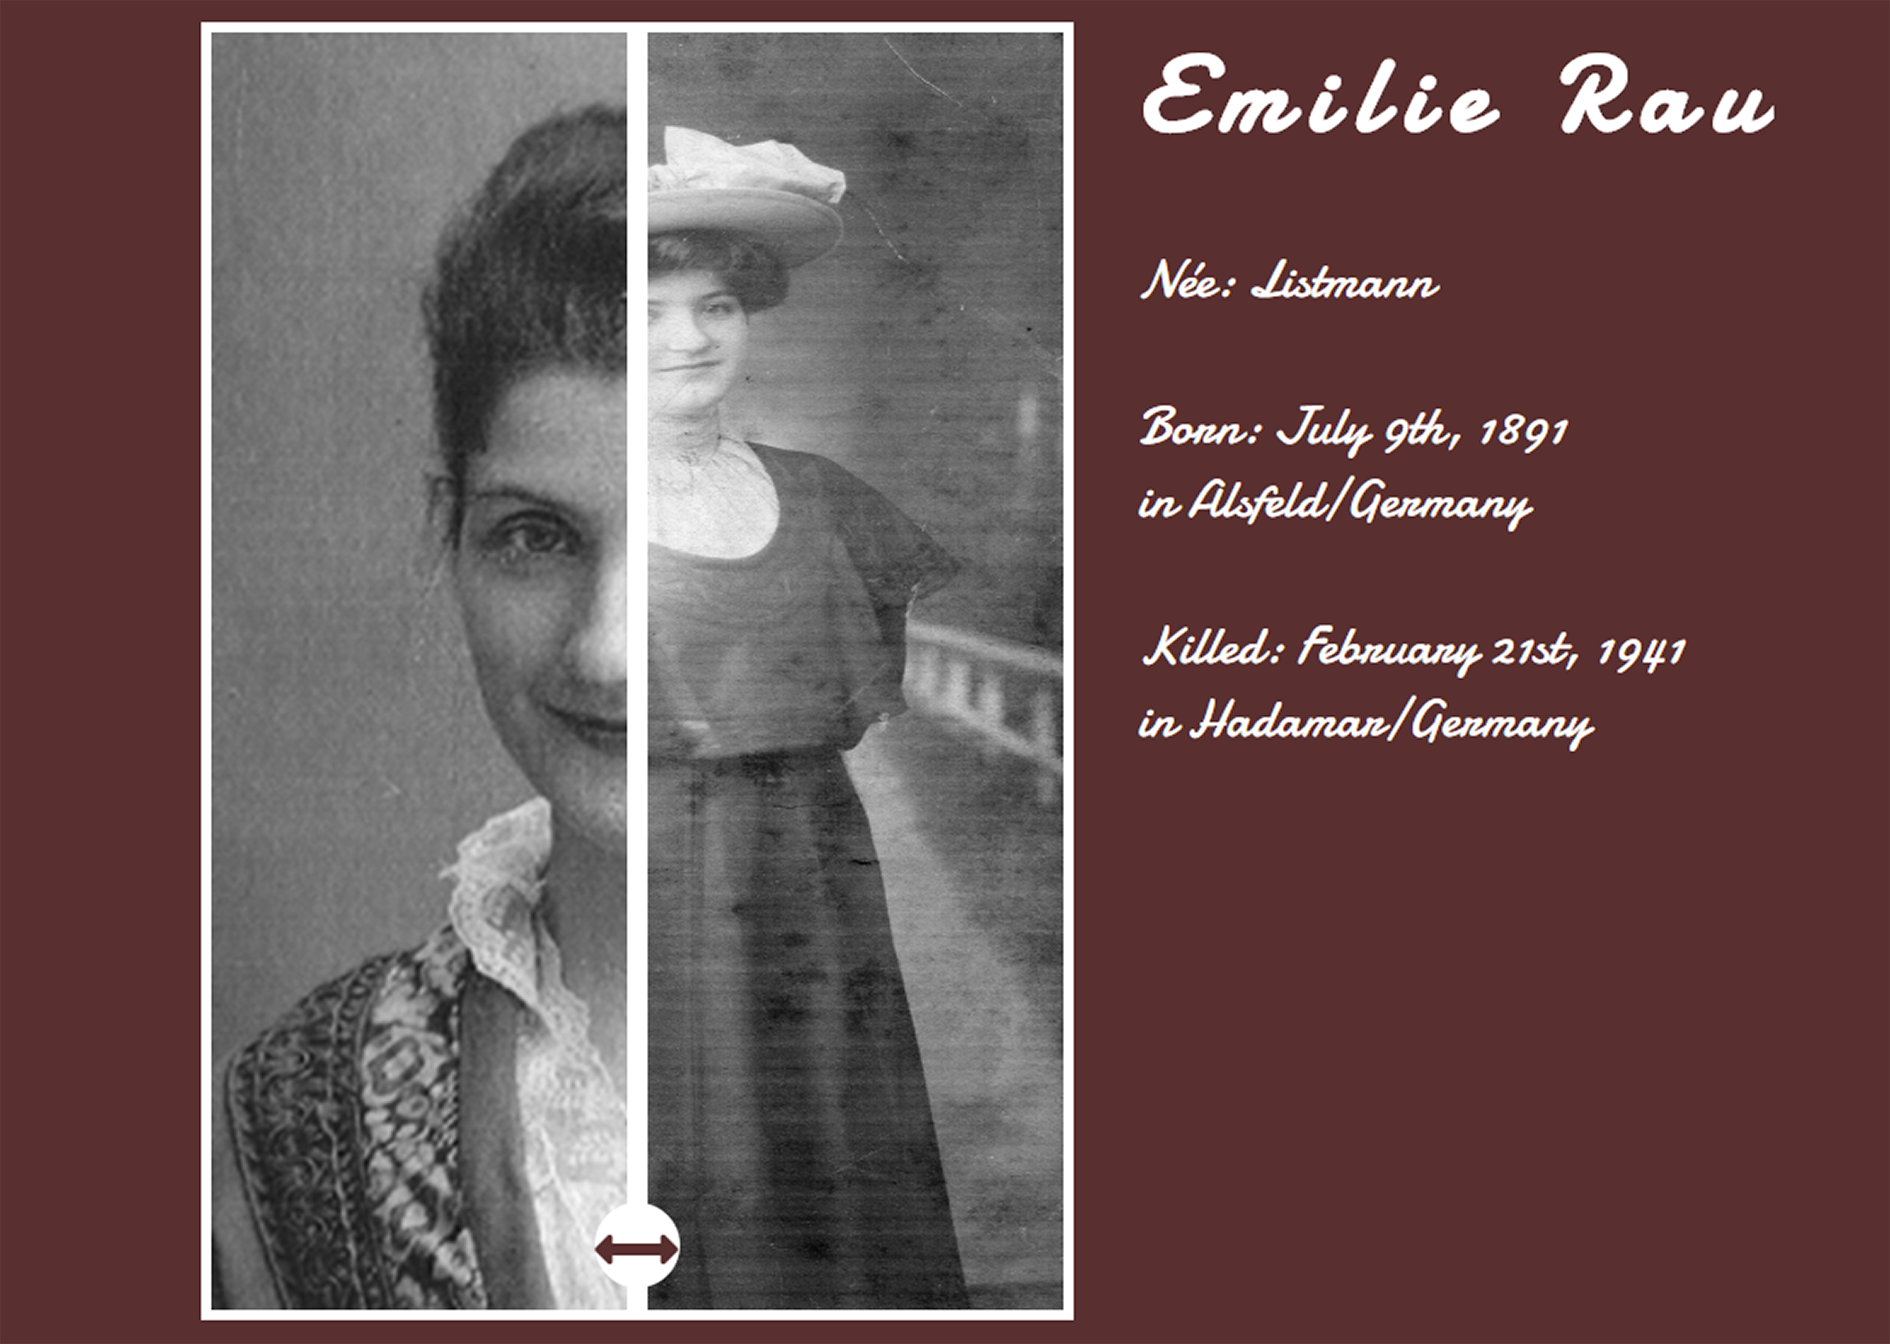 Emilie Rau
Née: Listmann
Born: July 9th, 1891
in Alsfeld/Germany
Killed: February 21st, 1941
in Hadamar/Germany